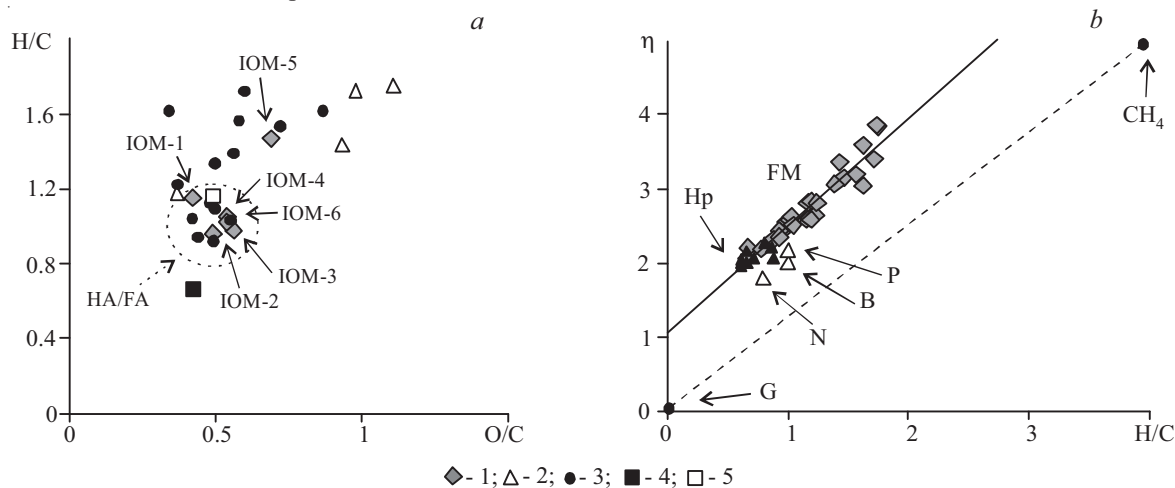 a
H/C
IOM-5
1.6
IOM-1
1.2
IOM-4
IOM-6
0.8
IOM-3
HA/FA
IOM-2
0.4
0
0
0.5
1
O/C
b
η
4
CH₄
FM
3
Hp
2
P
B
N
1
G
0
0
1
2
3
H/C
- 1; - 2; - 3; - 4; - 5